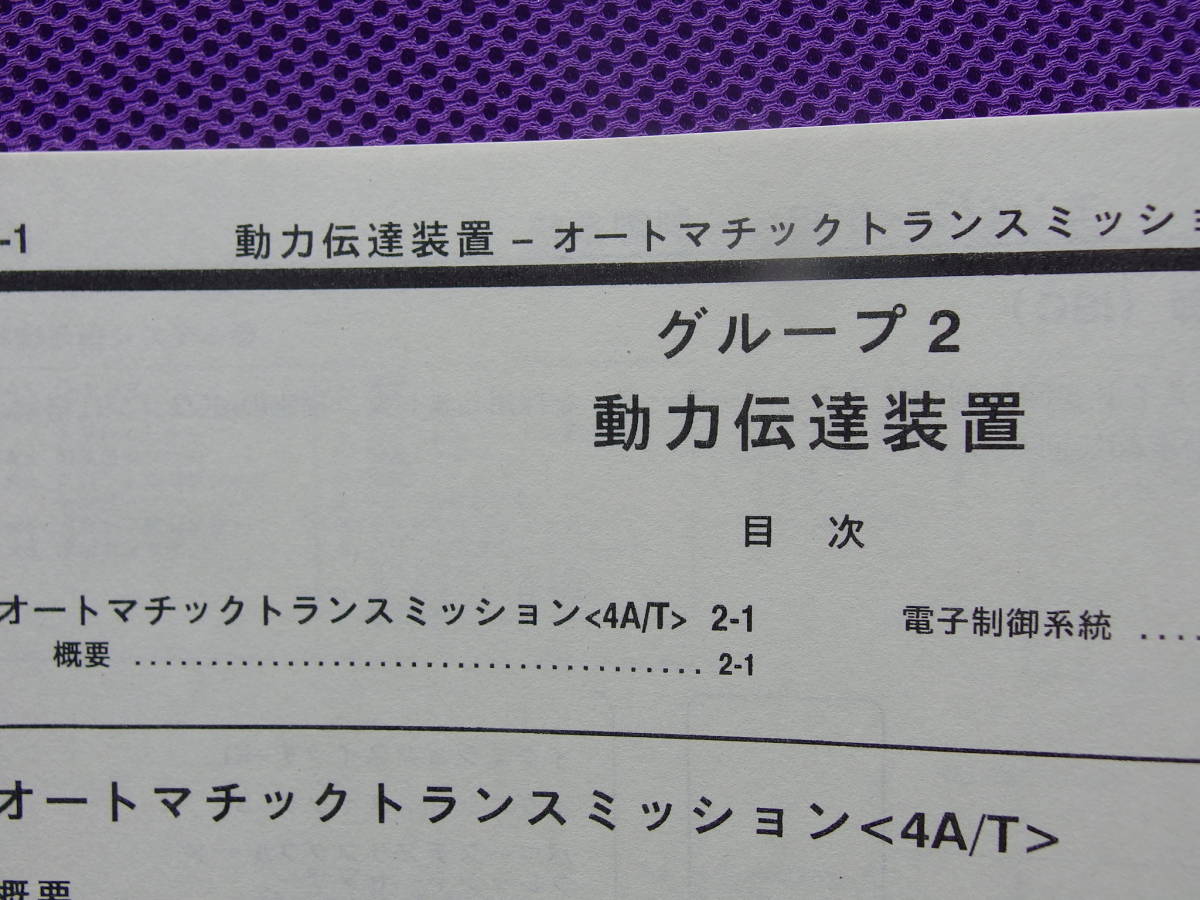 -1 動力伝達装置 − オートマチックトランスミッショ
グループ 2
動力伝達装置
目 次
オートマチックトランスミッション<4A/T> 2-1
概要 ...................................... 2-1
電子制御系統 ....
オートマチックトランスミッション<4A/T>
概要